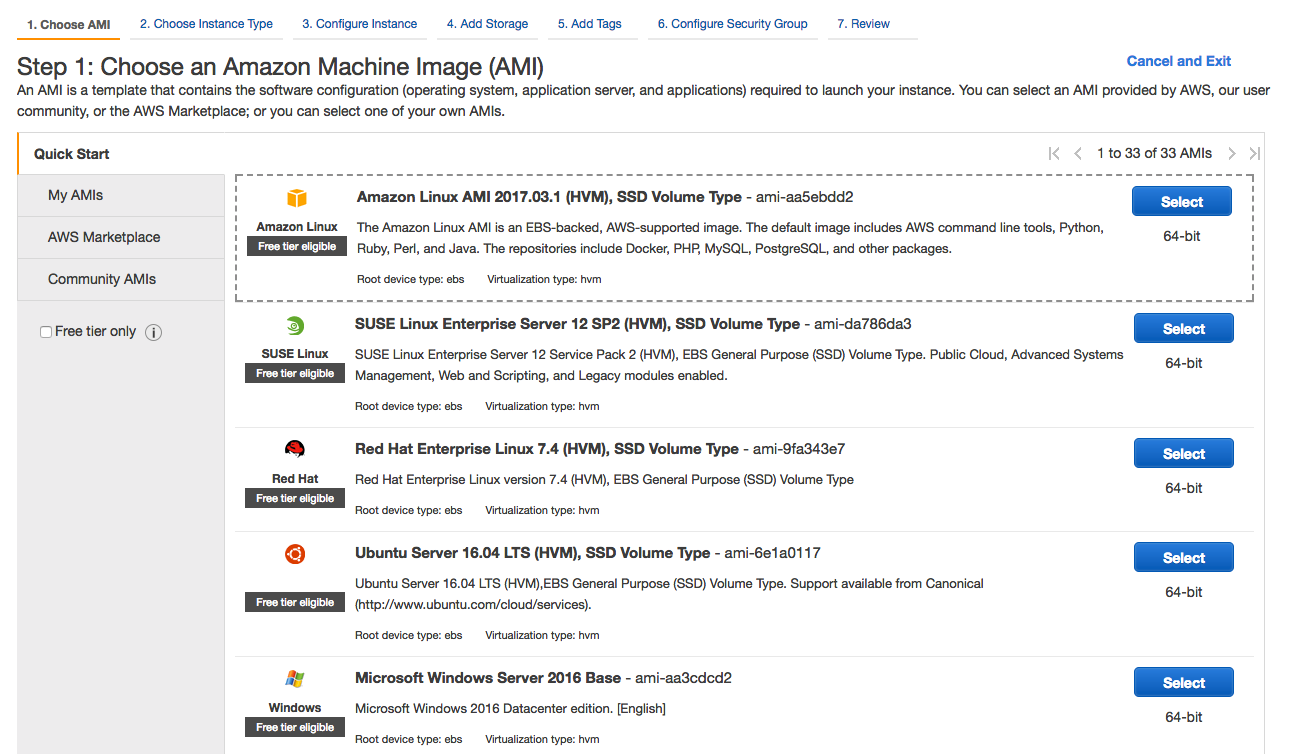 1. Choose AMI
2. Choose Instance Type
3. Configure Instance
4. Add Storage
5. Add Tags
6. Configure Security Group
7. Review
Step 1: Choose an Amazon Machine Image (AMI)
Cancel and Exit
An AMI is a template that contains the software configuration (operating system, application server, and applications) required to launch your instance. You can select an AMI provided by AWS, our user
community, or the AWS Marketplace; or you can select one of your own AMIs.
Quick Start
My AMIs
AWS Marketplace
Community AMIs
Free tier only
1 to 33 of 33 AMIs
Amazon Linux
Free tier eligible
Amazon Linux AMI 2017.03.1 (HVM), SSD Volume Type - ami-aa5ebdd2
The Amazon Linux AMI is an EBS-backed, AWS-supported image. The default image includes AWS command line tools, Python,
Ruby, Perl, and Java. The repositories include Docker, PHP, MySQL, PostgreSQL, and other packages.
Root device type: ebs Virtualization type: hvm
Select
64-bit
SUSE Linux
Free tier eligible
SUSE Linux Enterprise Server 12 SP2 (HVM), SSD Volume Type - ami-da786da3
SUSE Linux Enterprise Server 12 Service Pack 2 (HVM), EBS General Purpose (SSD) Volume Type. Public Cloud, Advanced Systems
Management, Web and Scripting, and Legacy modules enabled.
Root device type: ebs Virtualization type: hvm
Select
64-bit
Red Hat
Free tier eligible
Red Hat Enterprise Linux 7.4 (HVM), SSD Volume Type - ami-9fa343e7
Red Hat Enterprise Linux version 7.4 (HVM), EBS General Purpose (SSD) Volume Type
Root device type: ebs Virtualization type: hvm
Select
64-bit
Free tier eligible
Ubuntu Server 16.04 LTS (HVM), SSD Volume Type - ami-6e1a0117
Ubuntu Server 16.04 LTS (HVM),EBS General Purpose (SSD) Volume Type. Support available from Canonical
(http://www.ubuntu.com/cloud/services).
Root device type: ebs Virtualization type: hvm
Select
64-bit
Windows
Free tier eligible
Microsoft Windows Server 2016 Base - ami-aa3cdcd2
Microsoft Windows 2016 Datacenter edition. [English]
Root device type: ebs Virtualization type: hvm
Select
64-bit